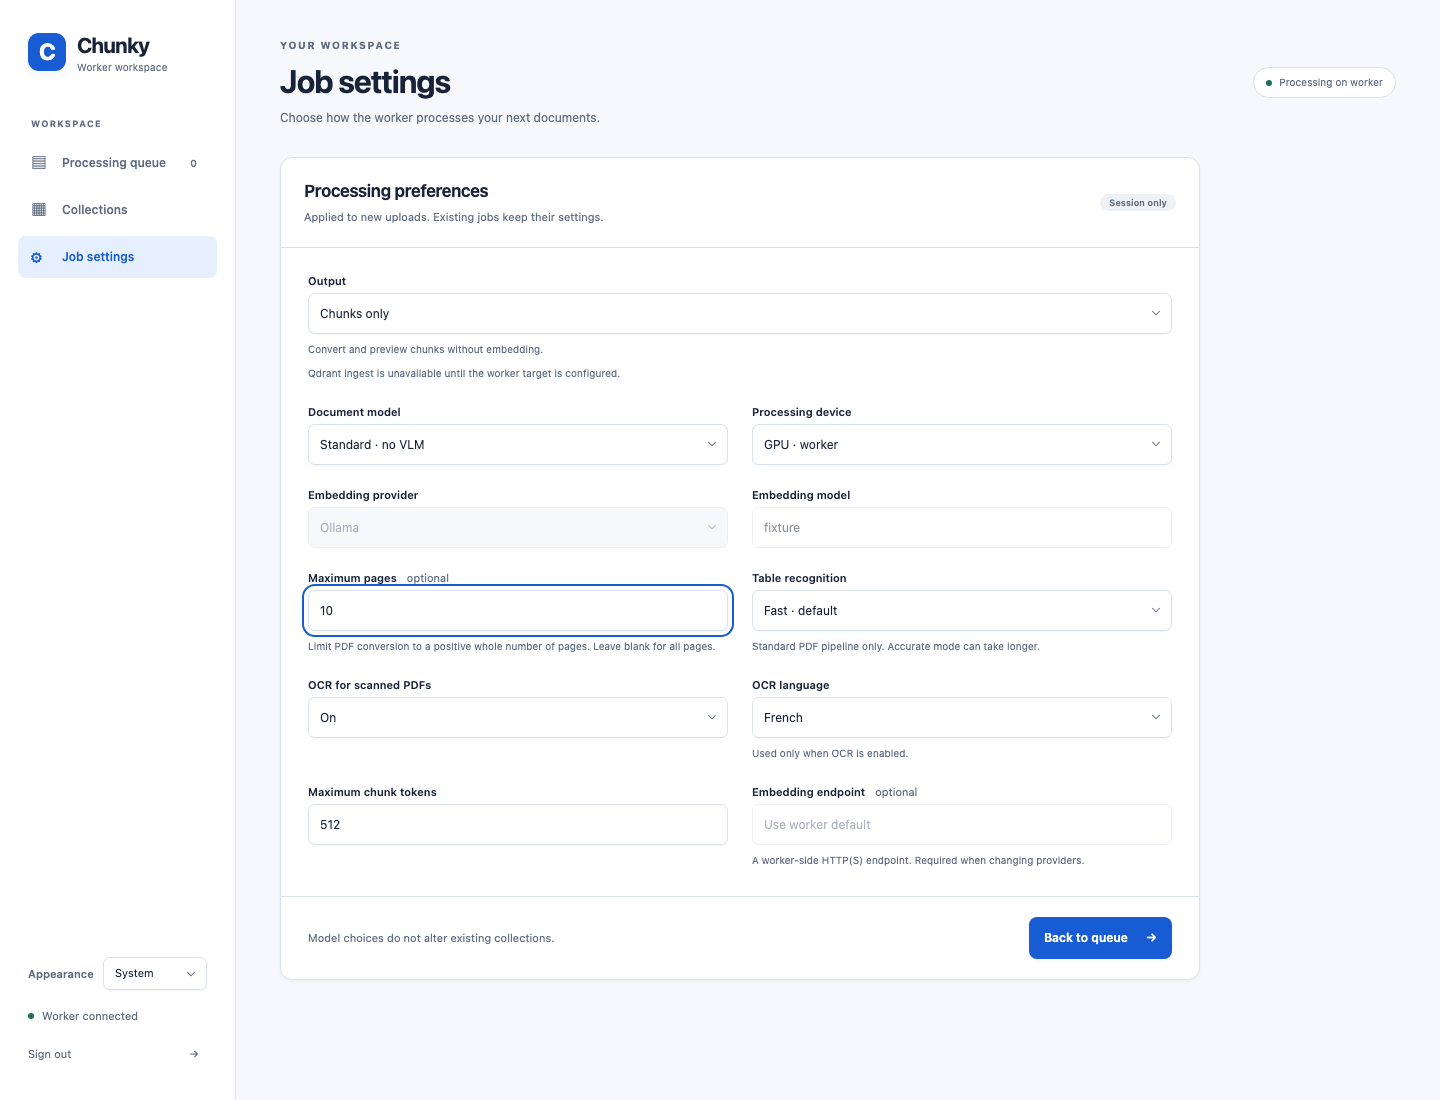 C
Chunky
Worker workspace
WORKSPACE
Processing queue 0
Collections
Job settings
Appearance System
Worker connected
Sign out →
YOUR WORKSPACE
Job settings
Choose how the worker processes your next documents.
Processing on worker
Processing preferences
Applied to new uploads. Existing jobs keep their settings.
Session only
Output
Chunks only
Convert and preview chunks without embedding.
Qdrant ingest is unavailable until the worker target is configured.
Document model
Standard · no VLM
Processing device
GPU · worker
Embedding provider
Ollama
Embedding model
fixture
Maximum pages optional
10
Limit PDF conversion to a positive whole number of pages. Leave blank for all pages.
Table recognition
Fast · default
Standard PDF pipeline only. Accurate mode can take longer.
OCR for scanned PDFs
On
OCR language
French
Used only when OCR is enabled.
Maximum chunk tokens
512
Embedding endpoint optional
Use worker default
A worker-side HTTP(S) endpoint. Required when changing providers.
Model choices do not alter existing collections.
Back to queue →